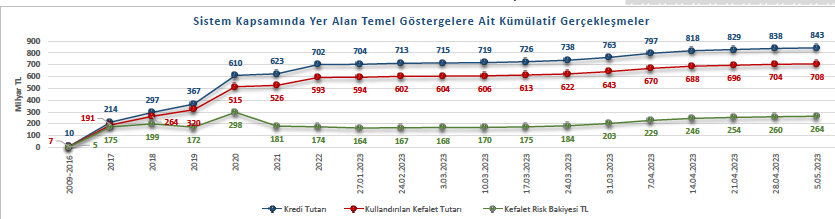 Sistem Kapsamında Yer Alan Temel Göstergelere Ait Kümülatif Gerçekleşmeler
Milyar TL
900
800
700
600
500
400
300
200
100
0
10 214 297 367 610 623 702 704 713 715 719 726 738 763 797 818 829 838 843
7 191 264 320 515 526 593 594 602 604 606 613 622 643 670 688 696 704 708
5 175 199 172 298 181 174 164 167 168 170 175 184 203 229 246 254 260 264
2009-2016 2017 2018 2019 2020 2021 2022 27.01.2023 24.02.2023 3.03.2023 10.03.2023 17.03.2023 24.03.2023 31.03.2023 7.04.2023 14.04.2023 21.04.2023 28.04.2023 5.05.2023
Kredi Tutarı Kullandırılan Kefalet Tutarı Kefalet Risk Bakiyesi TL